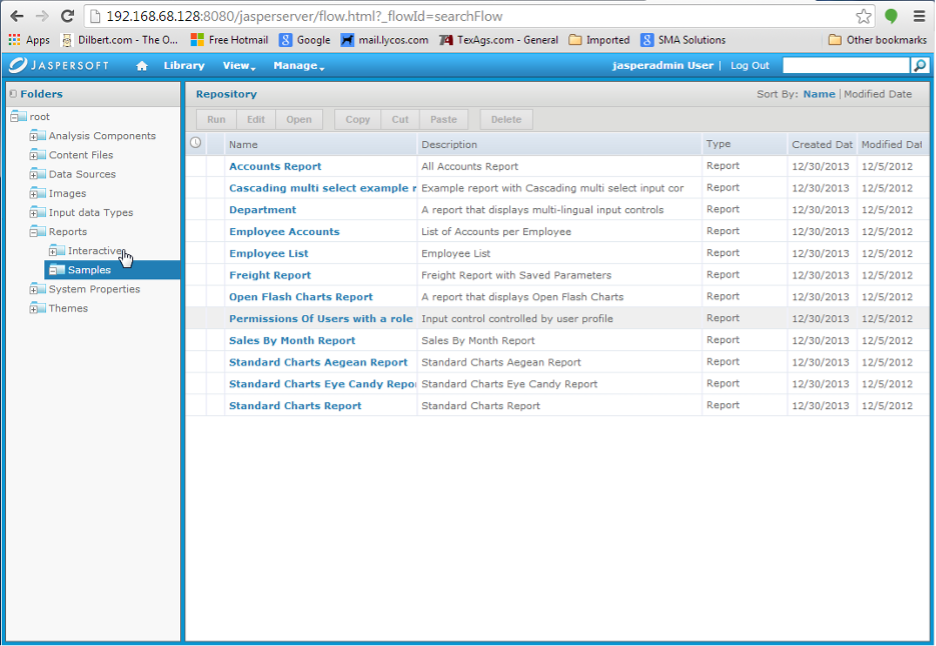 192.168.68.128:8080/jasperserver/flow.html?_flowId=searchFlow
Apps Dilbert.com - The O... Free Hotmail Google mail.lycos.com TexAgs.com - General Imported SMA Solutions Other bookmarks
JASPERSOFT Library View Manage jasperadmin User | Log Out
Folders
root
Analysis Components
Content Files
Data Sources
Images
Input data Types
Reports
Interactive
Samples
System Properties
Themes
Repository Sort By: Name | Modified Date
Run Edit Open Copy Cut Paste Delete
Name Description Type Created Dat Modified Dat
Accounts Report All Accounts Report Report 12/30/2013 12/5/2012
Cascading multi select example r Example report with Cascading multi select input cor Report 12/30/2013 12/5/2012
Department A report that displays multi-lingual input controls Report 12/30/2013 12/5/2012
Employee Accounts List of Accounts per Employee Report 12/30/2013 12/5/2012
Employee List Employee List Report 12/30/2013 12/5/2012
Freight Report Freight Report with Saved Parameters Report 12/30/2013 12/5/2012
Open Flash Charts Report A report that displays Open Flash Charts Report 12/30/2013 12/5/2012
Permissions Of Users with a role Input control controlled by user profile Report 12/30/2013 12/5/2012
Sales By Month Report Sales By Month Report Report 12/30/2013 12/5/2012
Standard Charts Aegean Report Standard Charts Aegean Report Report 12/30/2013 12/5/2012
Standard Charts Eye Candy Repo Standard Charts Eye Candy Report Report 12/30/2013 12/5/2012
Standard Charts Report Standard Charts Report Report 12/30/2013 12/5/2012